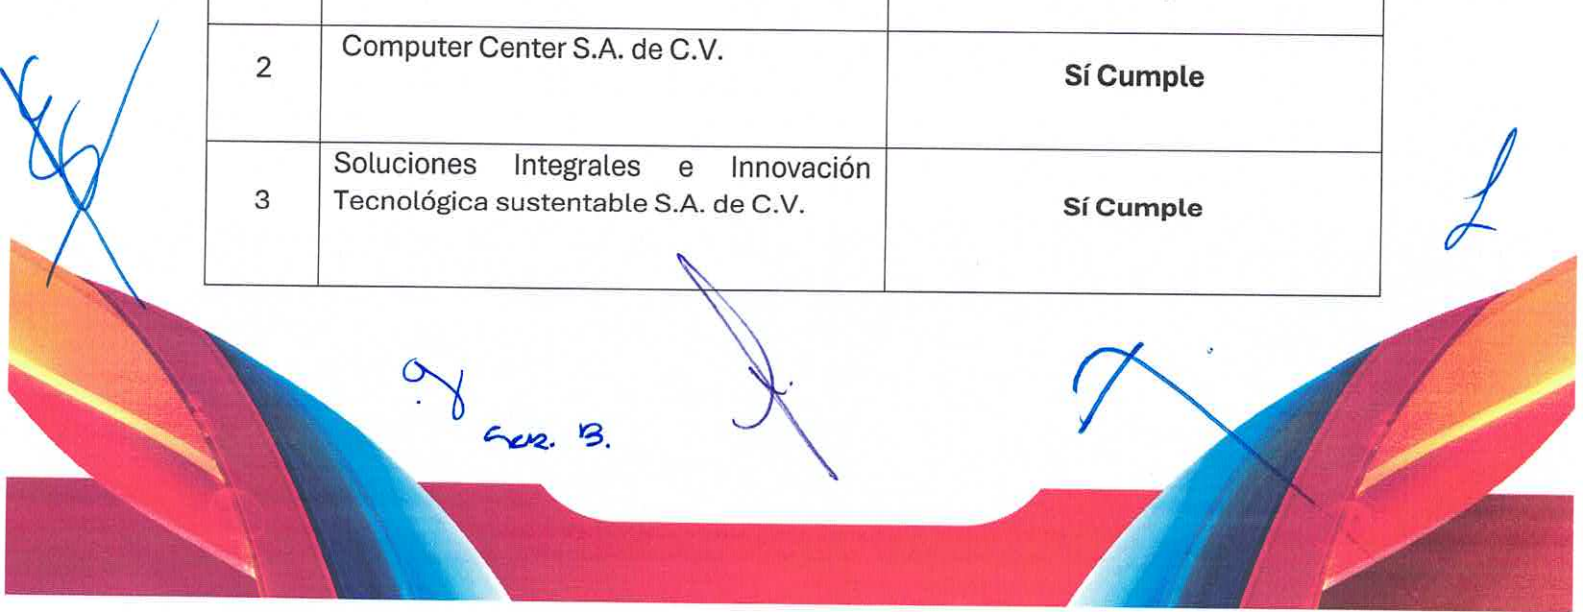 2
Computer Center S.A. de C.V.
Sí Cumple
3
Soluciones Integrales e Innovación
Tecnológica sustentable S.A. de C.V.
Sí Cumple